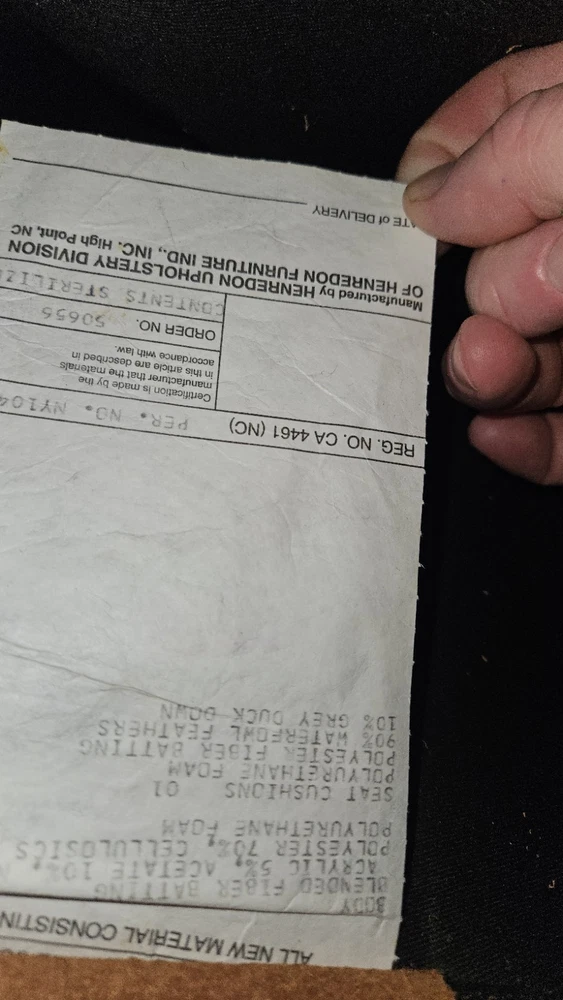 ALL NEW MATERIAL CONSISTIN
BODY
BLENDED FIBER BATTING
ACRYLIC 5%, ACETATE 10%, N
POLYESTER 70%, CELLULOSICS
POLYURETHANE FOAM
SEAT CUSHIONS 01
POLYURETHANE FOAM
POLYESTER FIBER BATTING
90% WATERFOWL FEATHERS
10% GREY DUCK DOWN
REG. NO. CA 4461 (NC) PER. NO. NY104
Certification is made by the
manufacturer that the materials
in this article are described in
accordance with law.
ORDER NO. 50656
CONTENTS STERILIZ
Manufactured by HENREDON UPHOLSTERY DIVISION
OF HENREDON FURNITURE IND., INC. High Point, NC
ATE of DELIVERY